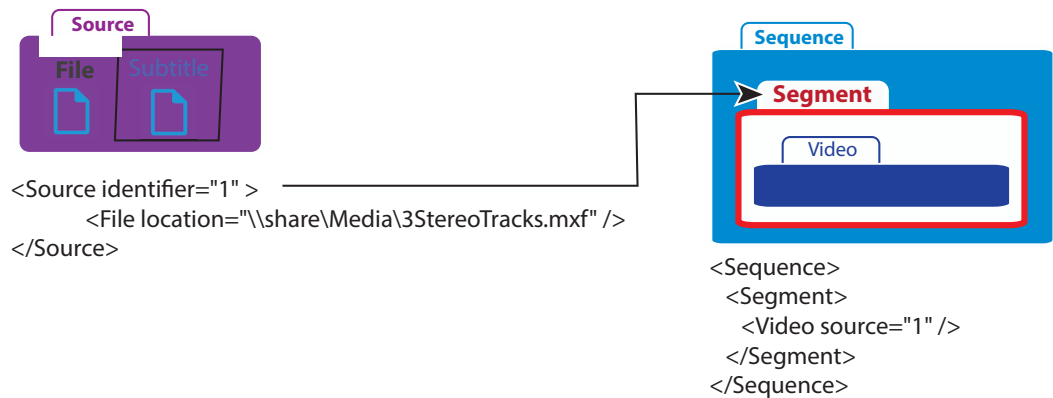 Source
File
Subtitle
<Source identifier="1" >
<File location="\\share\Media\3StereoTracks.mxf" />
</Source>
Sequence
Segment
Video
<Sequence>
<Segment>
<Video source="1" />
</Segment>
</Sequence>